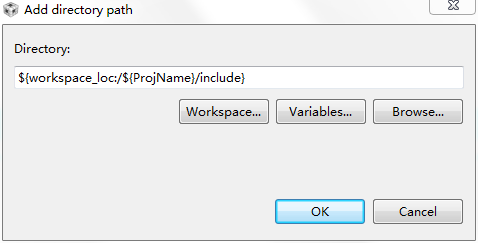 Add directory path
Directory:
${workspace_loc:/${ProjName}/include}
Workspace... Variables... Browse...
OK Cancel